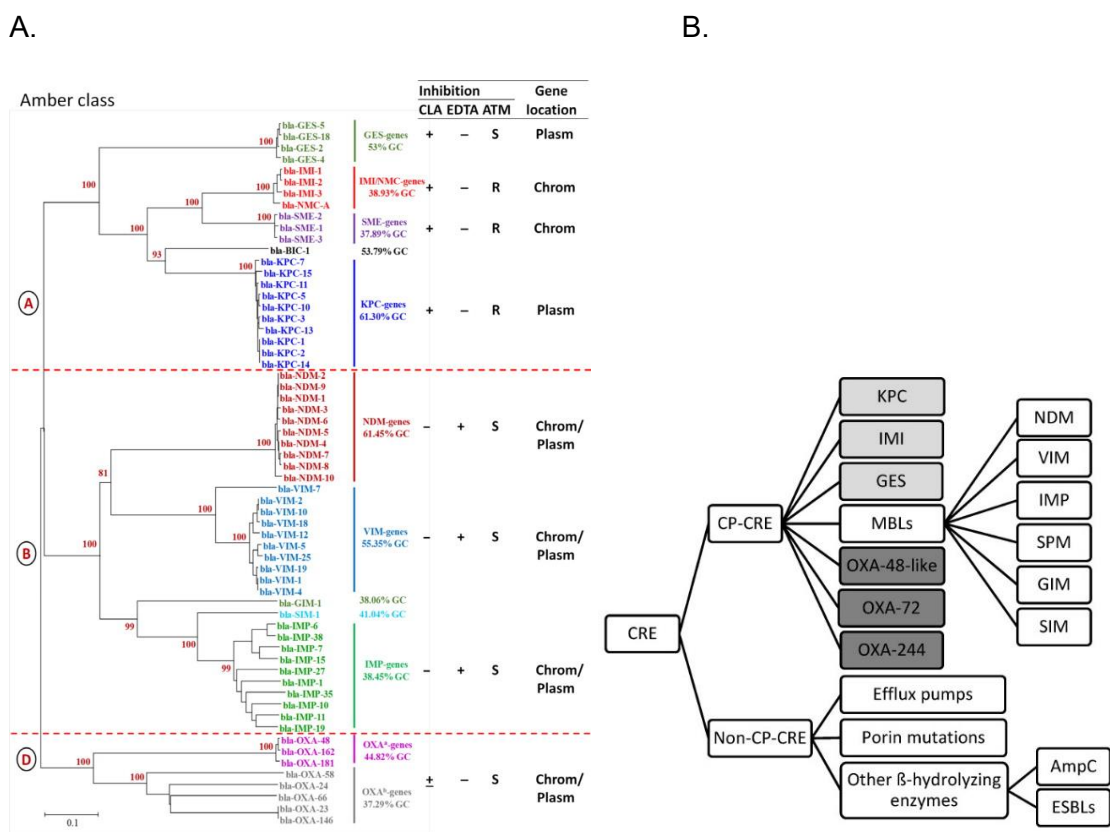 A.
B.
Amber class
Inhibition
Gene location
CLA EDTA ATM
bla-GES-5
bla-GES-18
bla-GES-2
bla-GES-4
100
GES-genes
53% GC
+ – S Plasm
100
bla-IMI-1
bla-IMI-2
bla-IMI-3
bla-NMC-A
100
IMI/NMC-genes
38.93% GC
+ – R Chrom
100
bla-SME-2
bla-SME-1
bla-SME-3
100
SME-genes
37.89% GC
+ – R Chrom
100
93
bla-BIC-1
53.79% GC
bla-KPC-7
bla-KPC-15
bla-KPC-11
bla-KPC-5
bla-KPC-10
bla-KPC-3
bla-KPC-13
bla-KPC-1
bla-KPC-2
bla-KPC-14
100
KPC-genes
61.30% GC
+ – R Plasm
A
bla-NDM-2
bla-NDM-9
bla-NDM-1
bla-NDM-3
bla-NDM-6
bla-NDM-5
bla-NDM-4
bla-NDM-7
bla-NDM-8
bla-NDM-10
100
NDM-genes
61.45% GC
– + S Chrom/
Plasm
81
bla-VIM-7
bla-VIM-2
bla-VIM-10
bla-VIM-18
bla-VIM-12
bla-VIM-5
bla-VIM-25
bla-VIM-19
bla-VIM-1
bla-VIM-4
100
100
VIM-genes
55.35% GC
– + S Chrom/
Plasm
B
100
bla-GIM-1
38.06% GC
bla-SIM-1
41.04% GC
99
100
99
bla-IMP-6
bla-IMP-38
bla-IMP-7
bla-IMP-15
bla-IMP-27
bla-IMP-1
bla-IMP-35
bla-IMP-10
bla-IMP-11
bla-IMP-19
IMP-genes
38.45% GC
– + S Chrom/
Plasm
D
bla-OXA-48
bla-OXA-162
bla-OXA-181
100
OXAᵃ-genes
44.82% GC
100
100
bla-OXA-58
bla-OXA-24
bla-OXA-66
bla-OXA-23
bla-OXA-146
OXAᵇ-genes
37.29% GC
± – S Chrom/
Plasm
0.1
CRE
CP-CRE
KPC
IMI
GES
MBLs
OXA-48-like
OXA-72
OXA-244
NDM
VIM
IMP
SPM
GIM
SIM
Non-CP-CRE
Efflux pumps
Porin mutations
Other ß-hydrolyzing
enzymes
AmpC
ESBLs